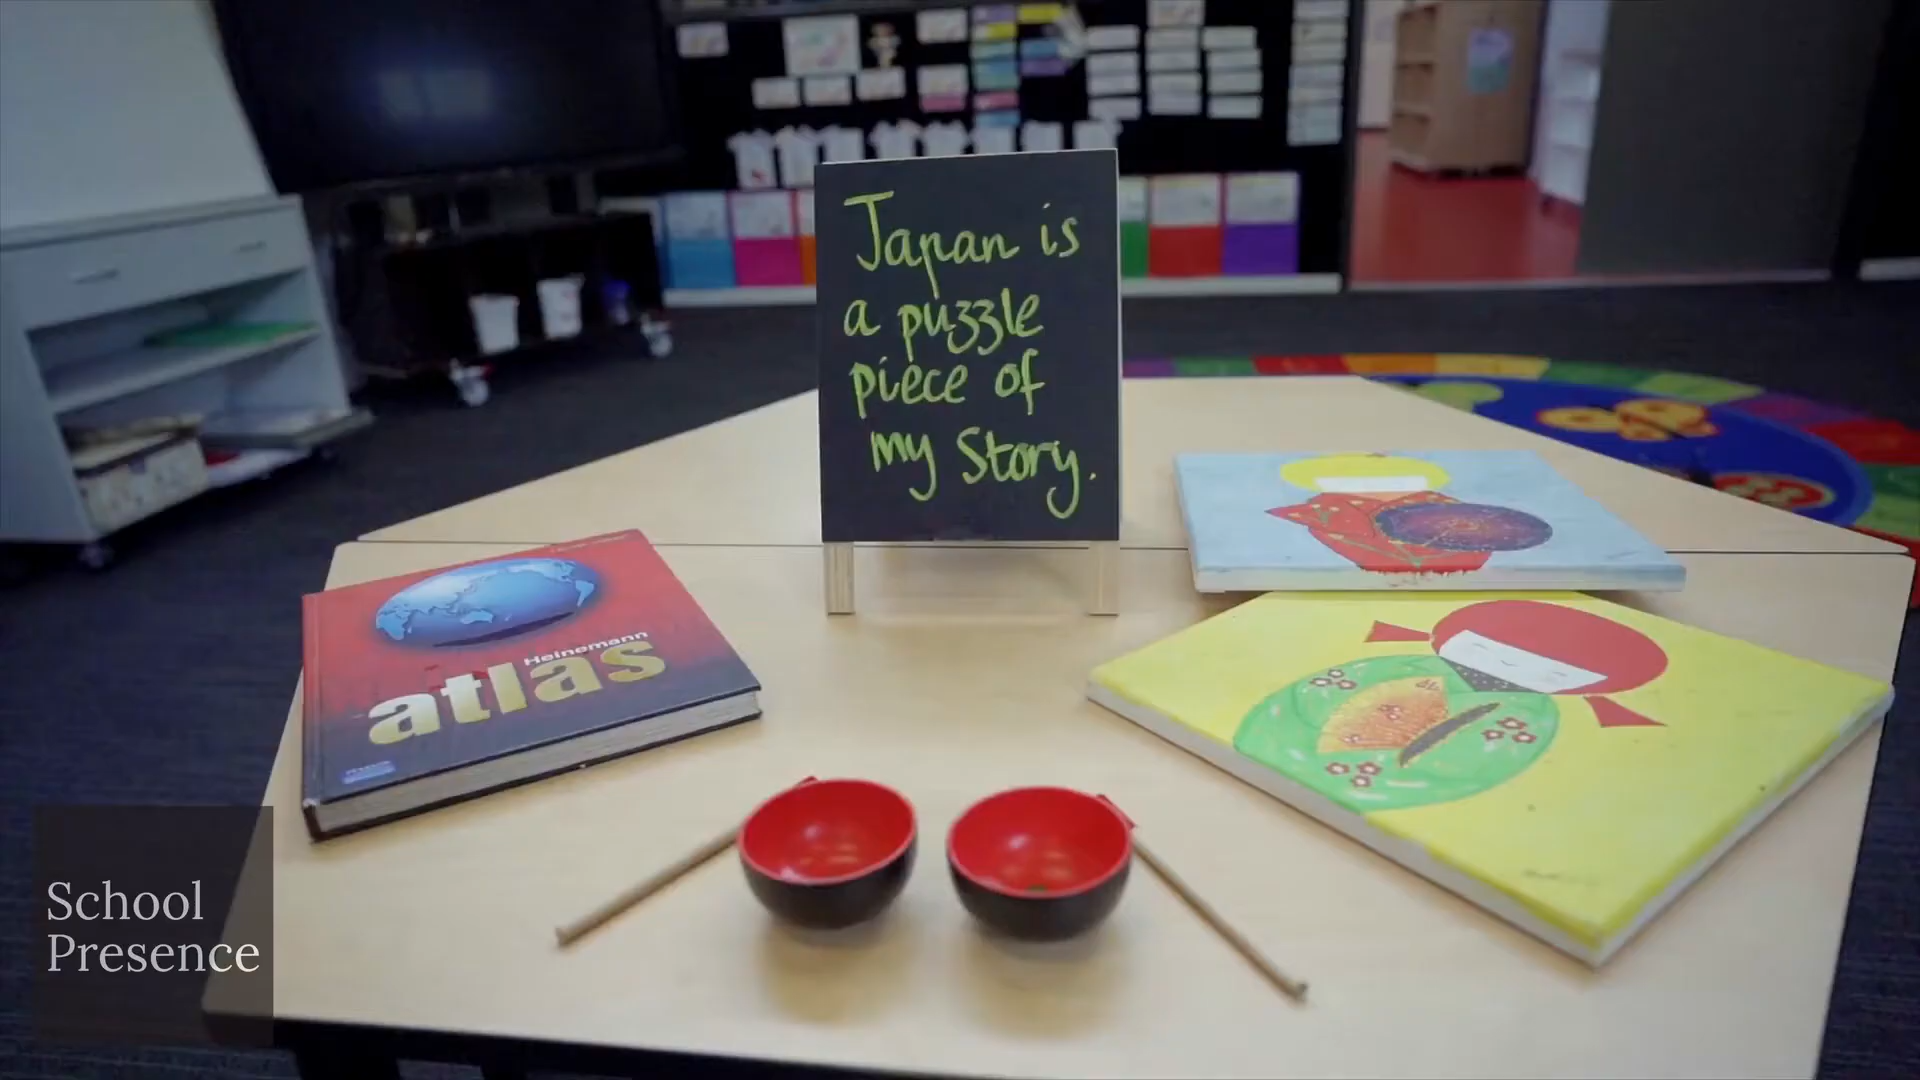 Japan is
a puzzle
piece of
my Story.
Heinemann
atlas
School
Presence